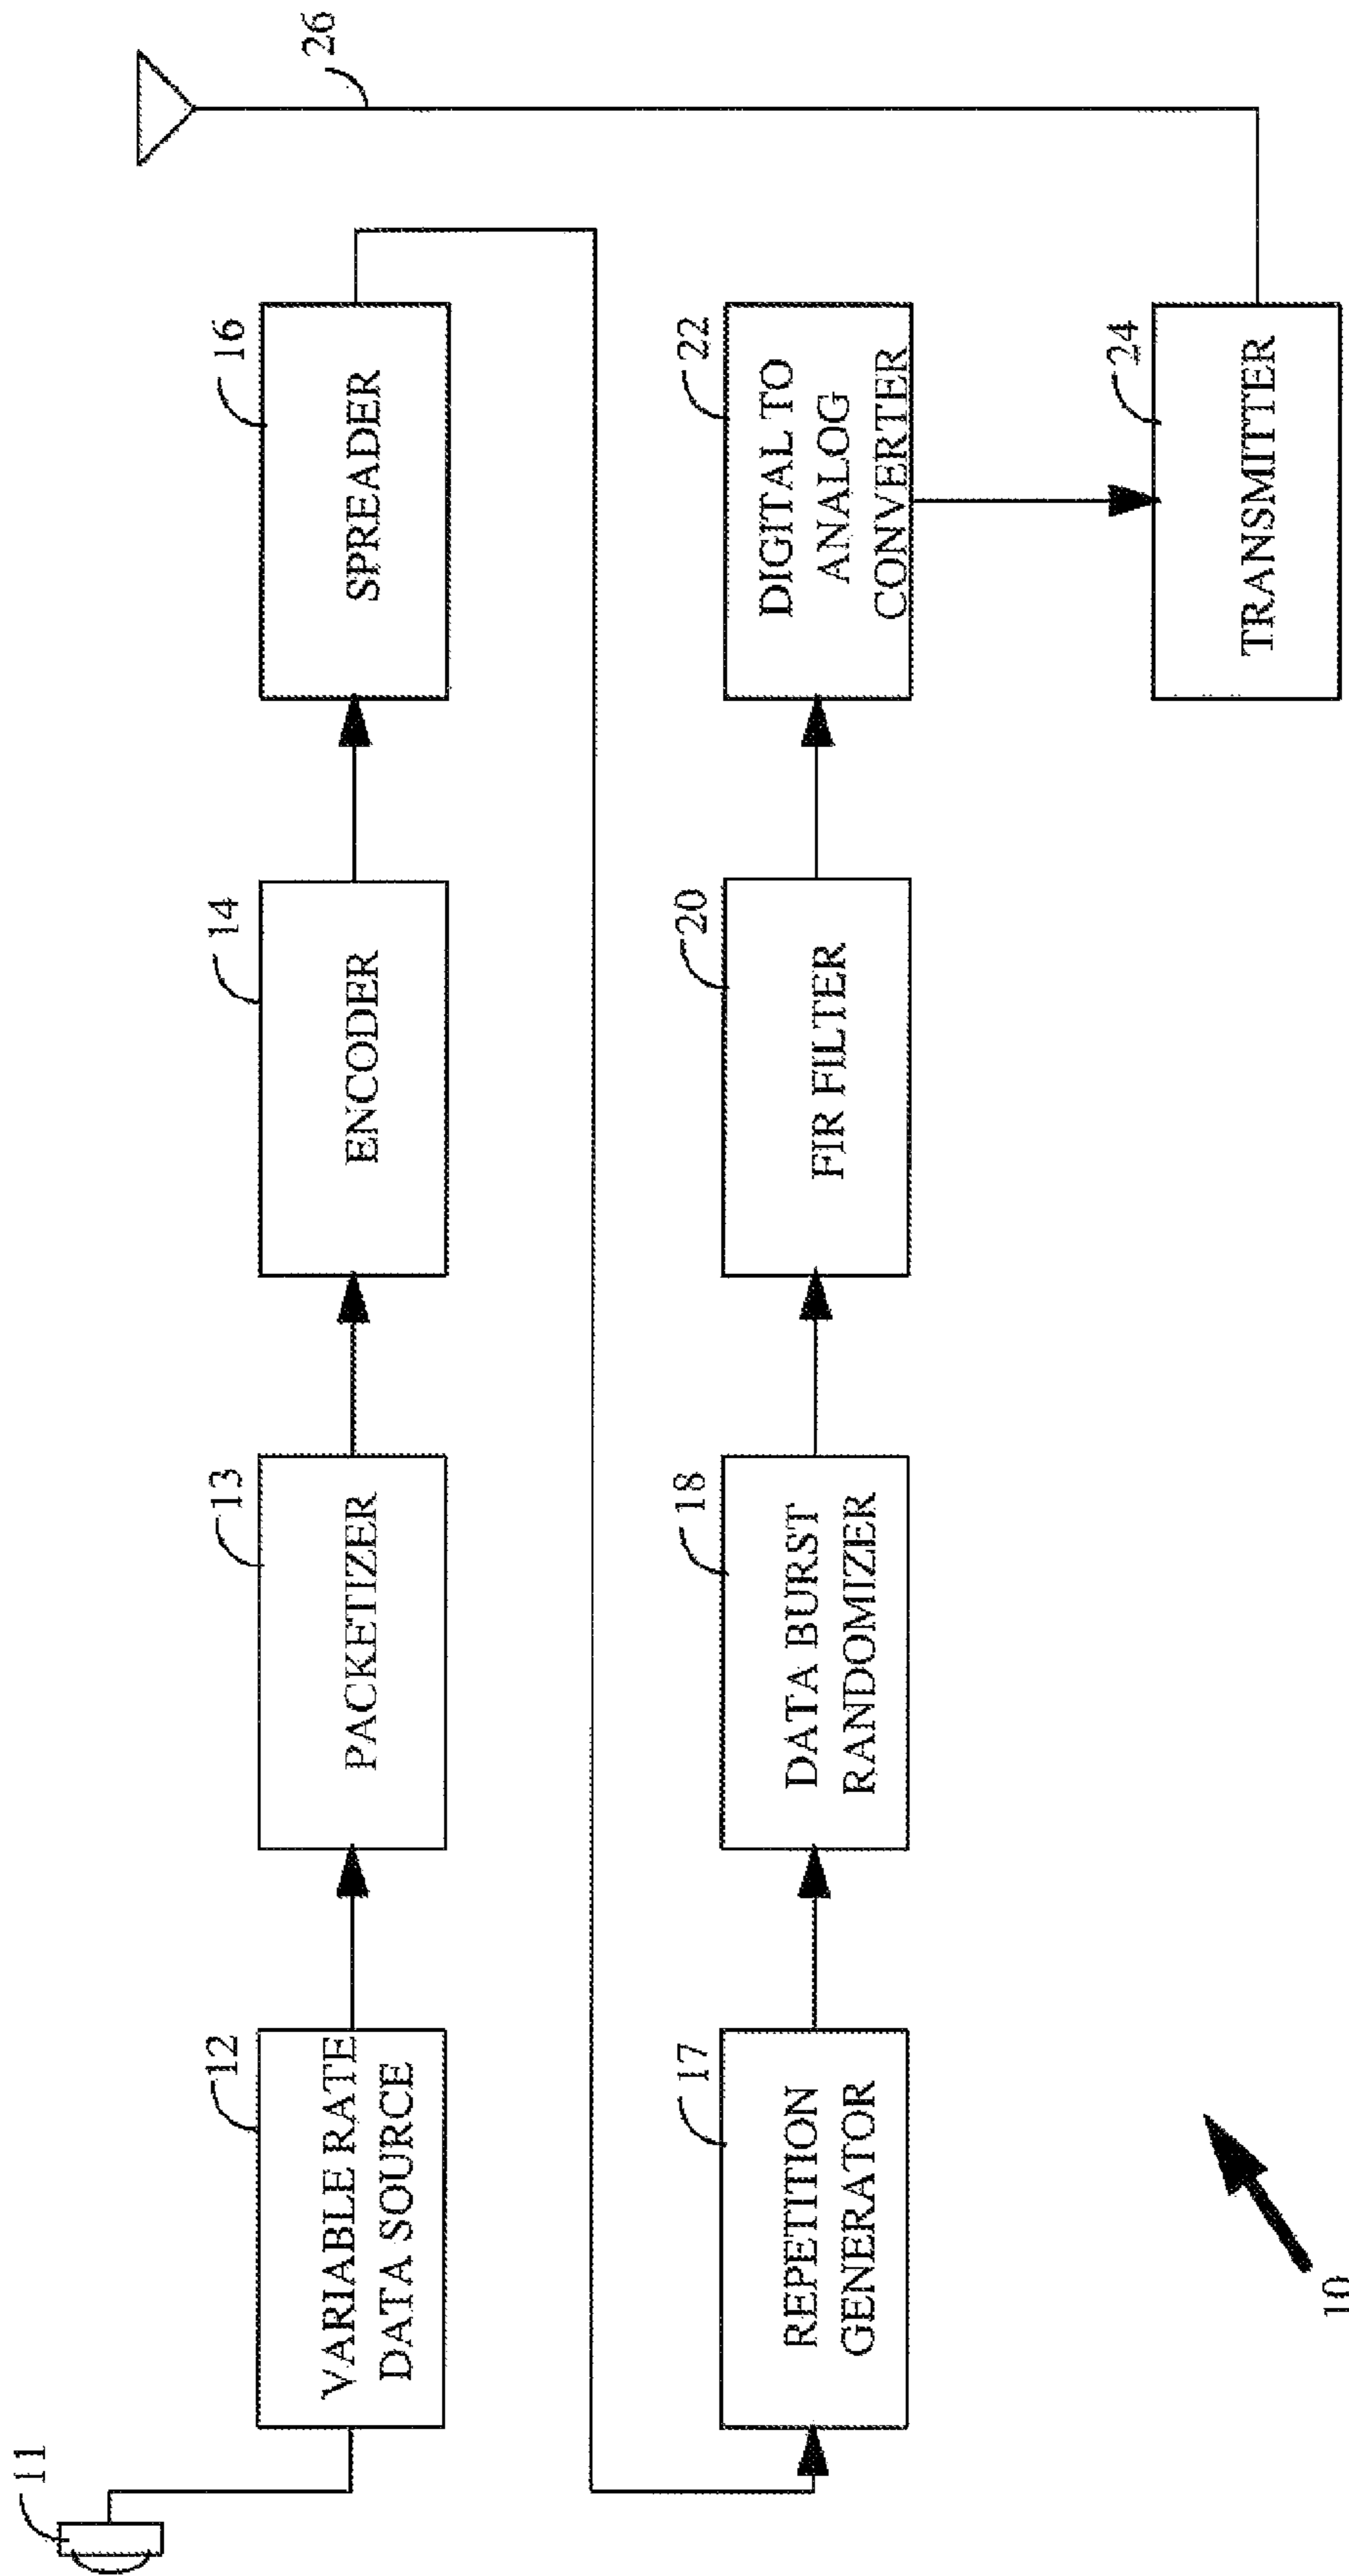 11
12
VARIABLE RATE
DATA SOURCE
13
PACKETIZER
14
ENCODER
16
SPREADER
26
17
REPETITION
GENERATOR
18
DATA BURST
RANDOMIZER
20
FIR FILTER
22
DIGITAL TO
ANALOG
CONVERTER
24
TRANSMITTER
10